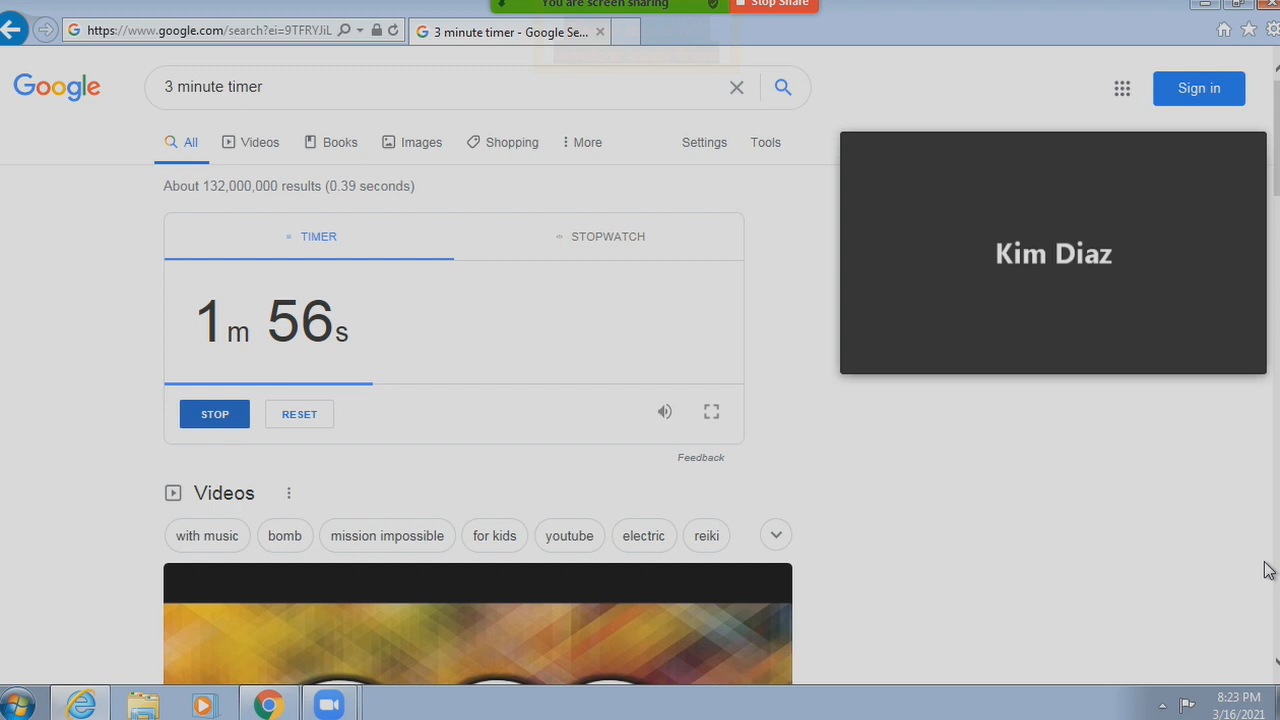 You are screen sharing
Stop Share
https://www.google.com/search?ei=9TFRYJiL
3 minute timer - Google Se...
Google
3 minute timer
Sign in
All
Videos
Books
Images
Shopping
More
Settings
Tools
About 132,000,000 results (0.39 seconds)
Kim Diaz
TIMER
STOPWATCH
1m 56s
STOP
RESET
Feedback
Videos
with music
bomb
mission impossible
for kids
youtube
electric
reiki
8:23 PM
3/16/2021